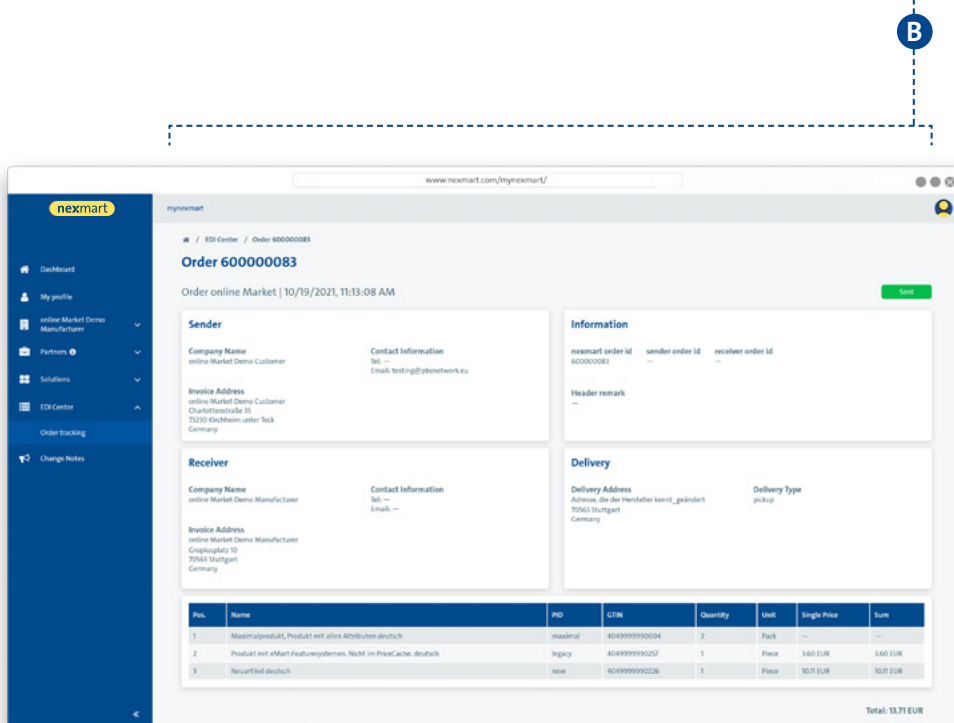 B
www.nexmart.com/mynexmart/
nexmart
mynexmart
/ EDI Center / Order 600000083
Order 600000083
Order online Market | 10/19/2021, 11:13:08 AM
Sent
Dashboard
My profile
online Market Demo
Manufacturer
Partners
Solutions
EDI Center
Order tracking
Change Notes
Sender
Company Name
online Market Demo Customer
Contact Information
Tel: —
Email: testing@pbsnetwork.eu
Invoice Address
online Market Demo Customer
Charlottenstraße 35
73230 Kirchheim unter Teck
Germany
Information
nexmart order id sender order id receiver order id
600000083 — —
Header remark
—
Receiver
Company Name
online Market Demo Manufacturer
Contact Information
Tel: —
Email: —
Invoice Address
online Market Demo Manufacturer
Gropiusplatz 10
70563 Stuttgart
Germany
Delivery
Delivery Address
Adresse, die der Hersteller kennt_geändert
70563 Stuttgart
Germany
Delivery Type
pickup
Pos. Name PID GTIN Quantity Unit Single Price Sum
1 Maximalprodukt, Produkt mit allen Attributen deutsch maximal 4049999990004 2 Pack — —
2 Produkt mit eMart-Featuresystemen. Nicht im PriceCache. deutsch legacy 4049999990257 1 Piece 3.60 EUR 3.60 EUR
3 Neuartikel deutsch new 4049999990226 1 Piece 10.11 EUR 10.11 EUR
Total: 13.71 EUR